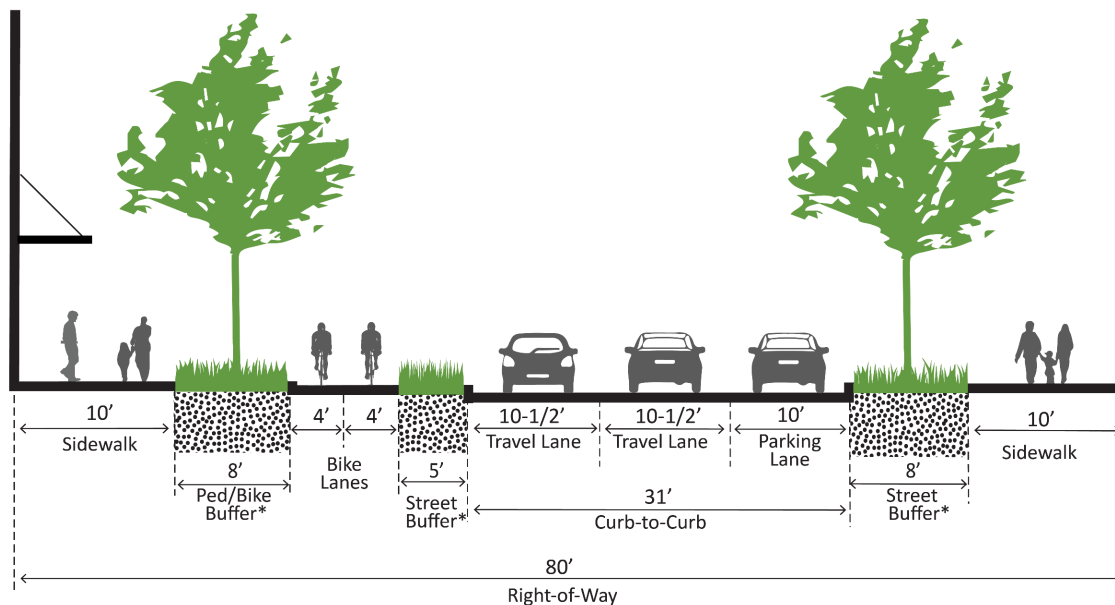 10’
Sidewalk
8’
Ped/Bike
Buffer*
4’
4’
Bike
Lanes
5’
Street
Buffer*
10-1/2’
Travel Lane
10-1/2’
Travel Lane
10’
Parking
Lane
31’
Curb-to-Curb
8’
Street
Buffer*
10’
Sidewalk
80’
Right-of-Way